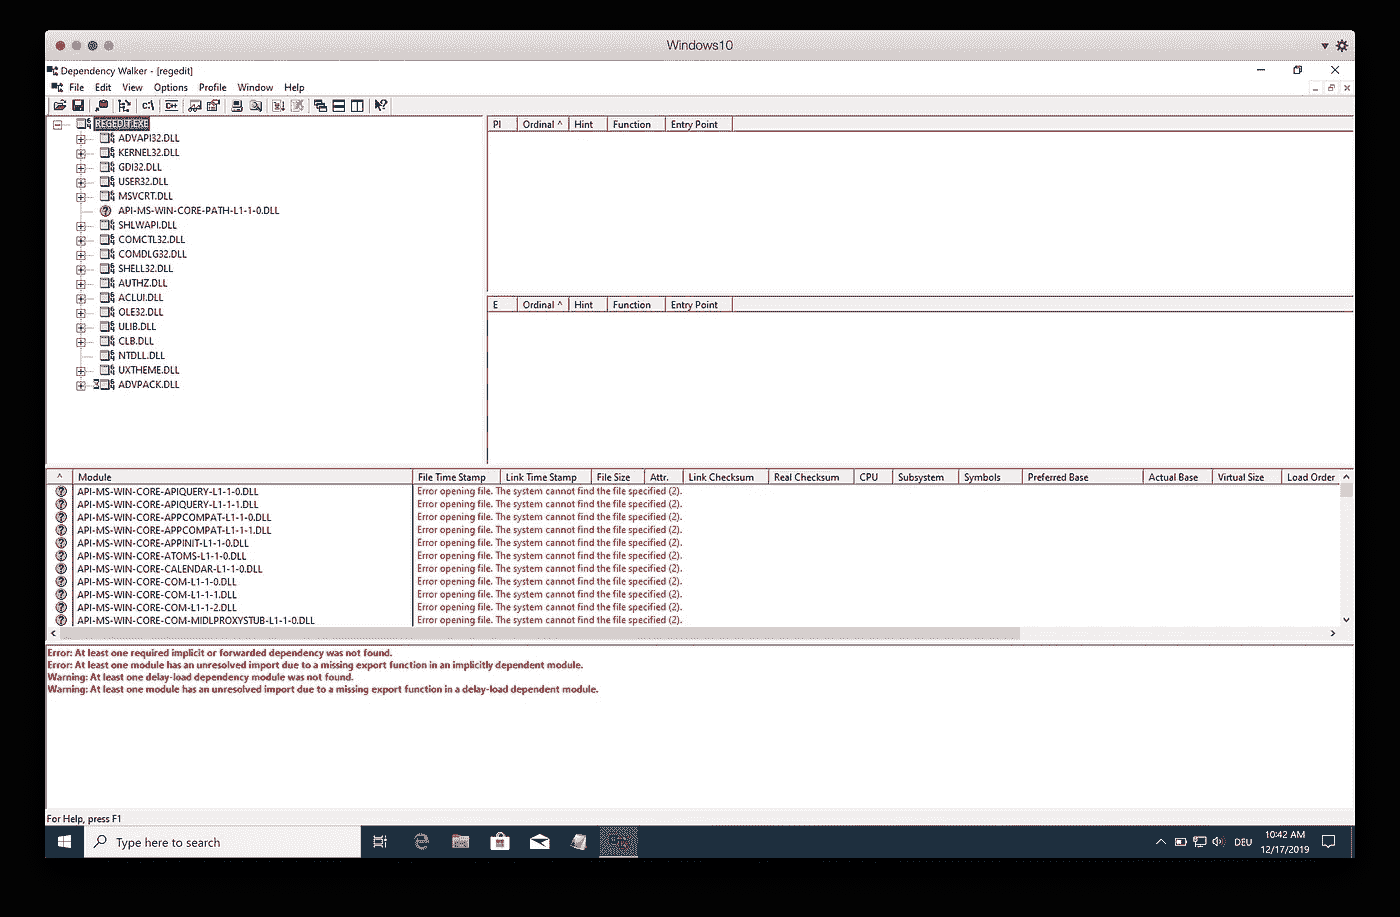 Windows10
Dependency Walker - [regedit]
File Edit View Options Profile Window Help
C:\
REGEDIT.EXE
ADVAPI32.DLL
KERNEL32.DLL
GDI32.DLL
USER32.DLL
MSVCRT.DLL
API-MS-WIN-CORE-PATH-L1-1-0.DLL
SHLWAPI.DLL
COMCTL32.DLL
COMDLG32.DLL
SHELL32.DLL
AUTHZ.DLL
ACLUI.DLL
OLE32.DLL
ULIB.DLL
CLB.DLL
NTDLL.DLL
UXTHEME.DLL
ADVPACK.DLL
PI Ordinal ^ Hint Function Entry Point
E Ordinal ^ Hint Function Entry Point
^ Module File Time Stamp Link Time Stamp File Size Attr. Link Checksum Real Checksum CPU Subsystem Symbols Preferred Base Actual Base Virtual Size Load Order
API-MS-WIN-CORE-APIQUERY-L1-1-0.DLL Error opening file. The system cannot find the file specified (2).
API-MS-WIN-CORE-APIQUERY-L1-1-1.DLL Error opening file. The system cannot find the file specified (2).
API-MS-WIN-CORE-APPCOMPAT-L1-1-0.DLL Error opening file. The system cannot find the file specified (2).
API-MS-WIN-CORE-APPCOMPAT-L1-1-1.DLL Error opening file. The system cannot find the file specified (2).
API-MS-WIN-CORE-APPINIT-L1-1-0.DLL Error opening file. The system cannot find the file specified (2).
API-MS-WIN-CORE-ATOMS-L1-1-0.DLL Error opening file. The system cannot find the file specified (2).
API-MS-WIN-CORE-CALENDAR-L1-1-0.DLL Error opening file. The system cannot find the file specified (2).
API-MS-WIN-CORE-COM-L1-1-0.DLL Error opening file. The system cannot find the file specified (2).
API-MS-WIN-CORE-COM-L1-1-1.DLL Error opening file. The system cannot find the file specified (2).
API-MS-WIN-CORE-COM-L1-1-2.DLL Error opening file. The system cannot find the file specified (2).
API-MS-WIN-CORE-COM-MIDLPROXYSTUB-L1-1-0.DLL Error opening file. The system cannot find the file specified (2).
Error: At least one required implicit or forwarded dependency was not found.
Error: At least one module has an unresolved import due to a missing export function in an implicitly dependent module.
Warning: At least one delay-load dependency module was not found.
Warning: At least one module has an unresolved import due to a missing export function in a delay-load dependent module.
For Help, press F1
Type here to search
DEU
10:42 AM
12/17/2019